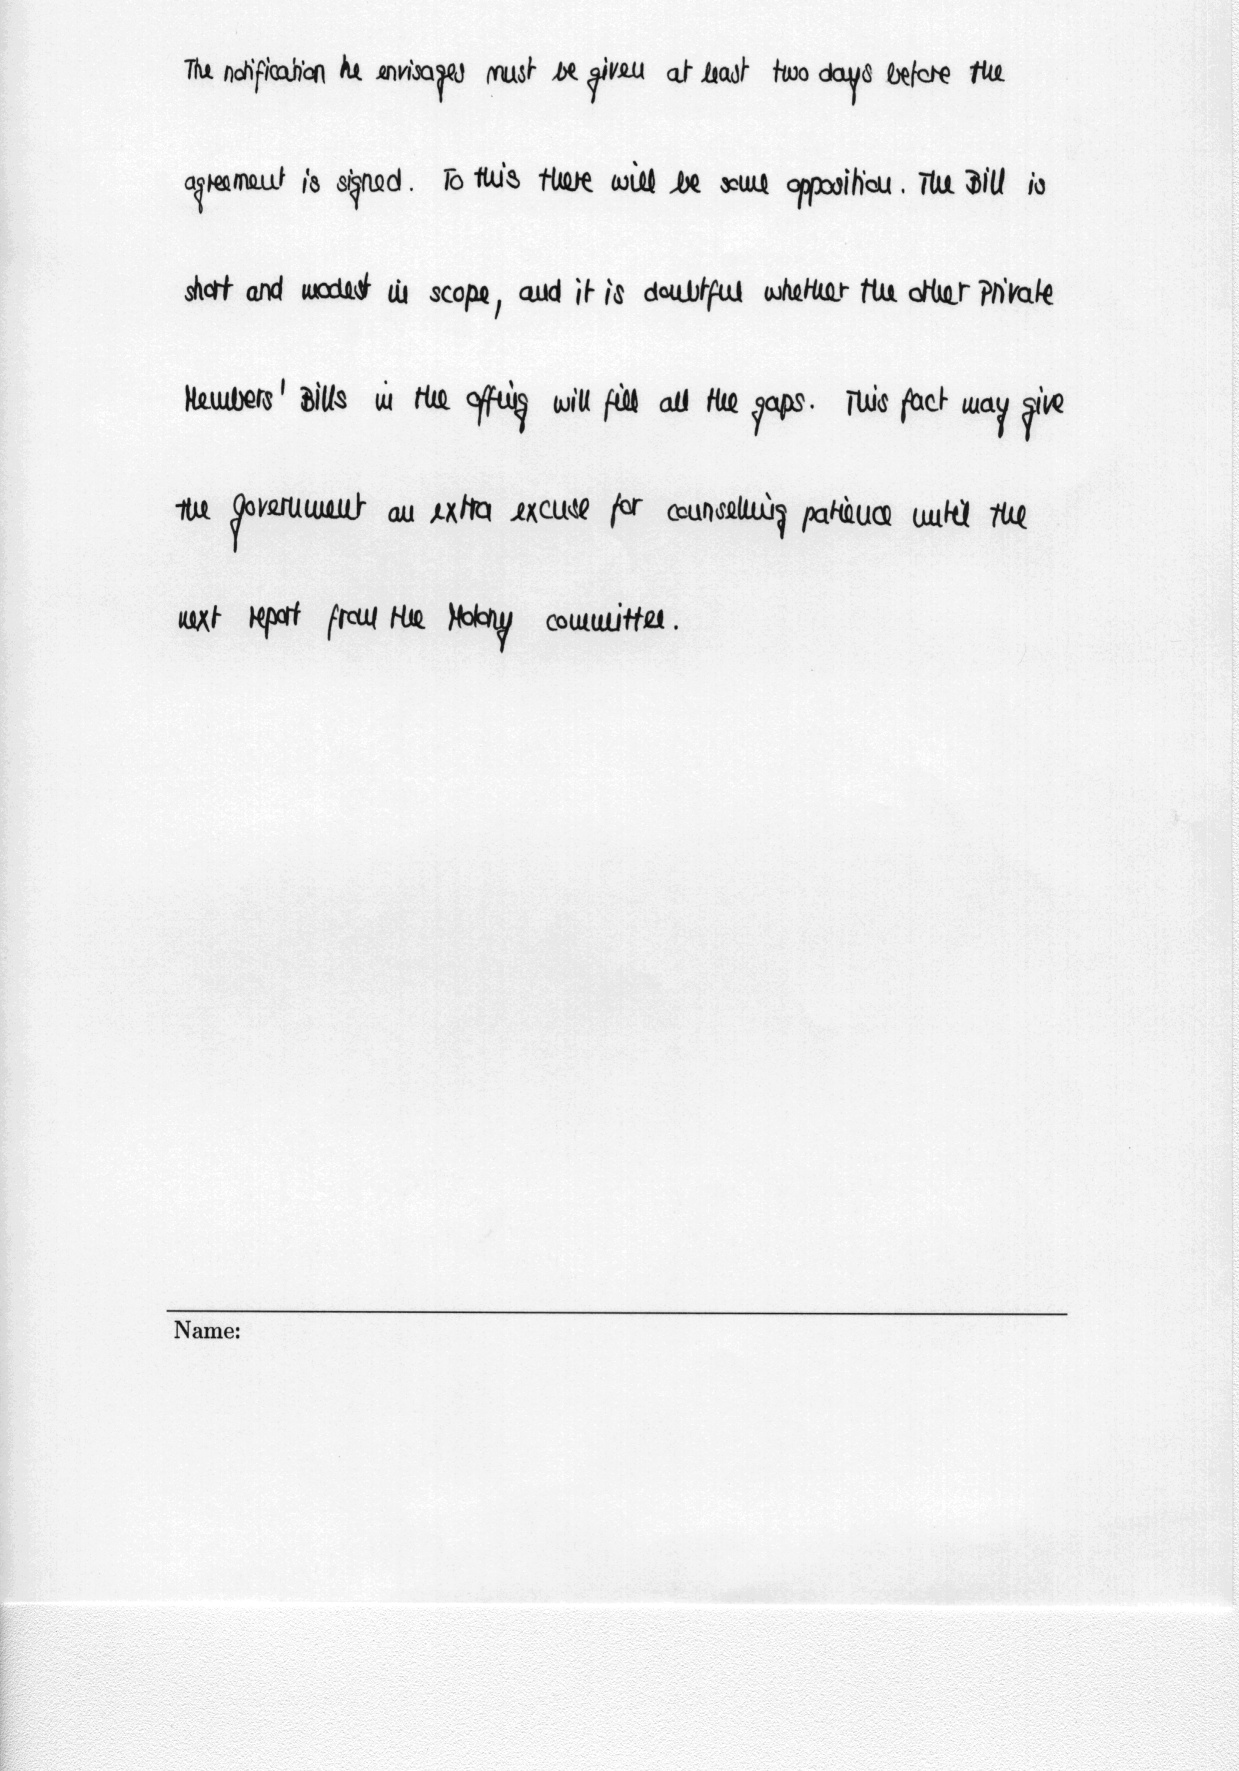 The notification he envisages must be given at least two days before the
agreement is signed. To this there will be some opposition. The Bill is
short and modest in scope, and it is doubtful whether the other Private
Members' Bills in the offing will fill all the gaps. This fact may give
the government an extra excuse for counselling patience until the
next report from the Molony committee.
Name: